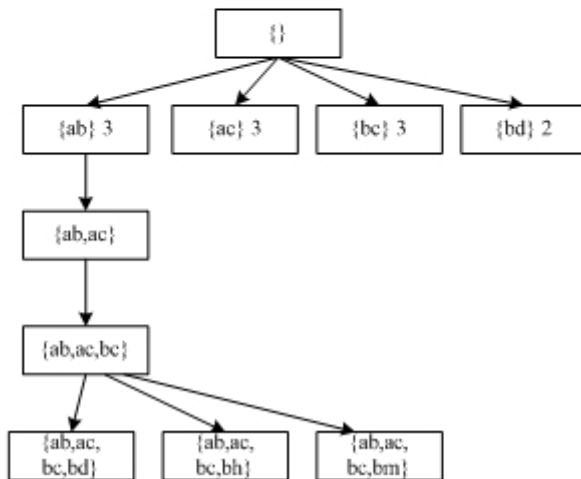 {}
{ab} 3
{ac} 3
{bc} 3
{bd} 2
{ab,ac}
{ab,ac,bc}
{ab,ac,
bc,bd}
{ab,ac,
bc,bh}
{ab,ac,
bc,bm}